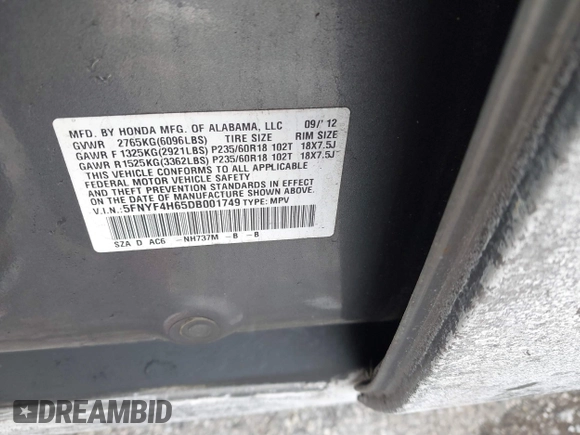 MFD. BY HONDA MFG. OF ALABAMA, LLC 09/'12
GVWR 2765KG(6096LBS) TIRE SIZE RIM SIZE
GAWR F 1325KG(2921LBS) P235/60R18 102T 18X7.5J
GAWR R 1525KG(3362LBS) P235/60R18 102T 18X7.5J
THIS VEHICLE CONFORMS TO ALL APPLICABLE
FEDERAL MOTOR VEHICLE SAFETY
AND THEFT PREVENTION STANDARDS IN EFFECT
ON THE DATE OF MANUFACTURE SHOWN ABOVE.
V.I.N.: 5FNYF4H65DB001749 TYPE: MPV
SZA D AC6 -NH737M -B -B
DREAMBID